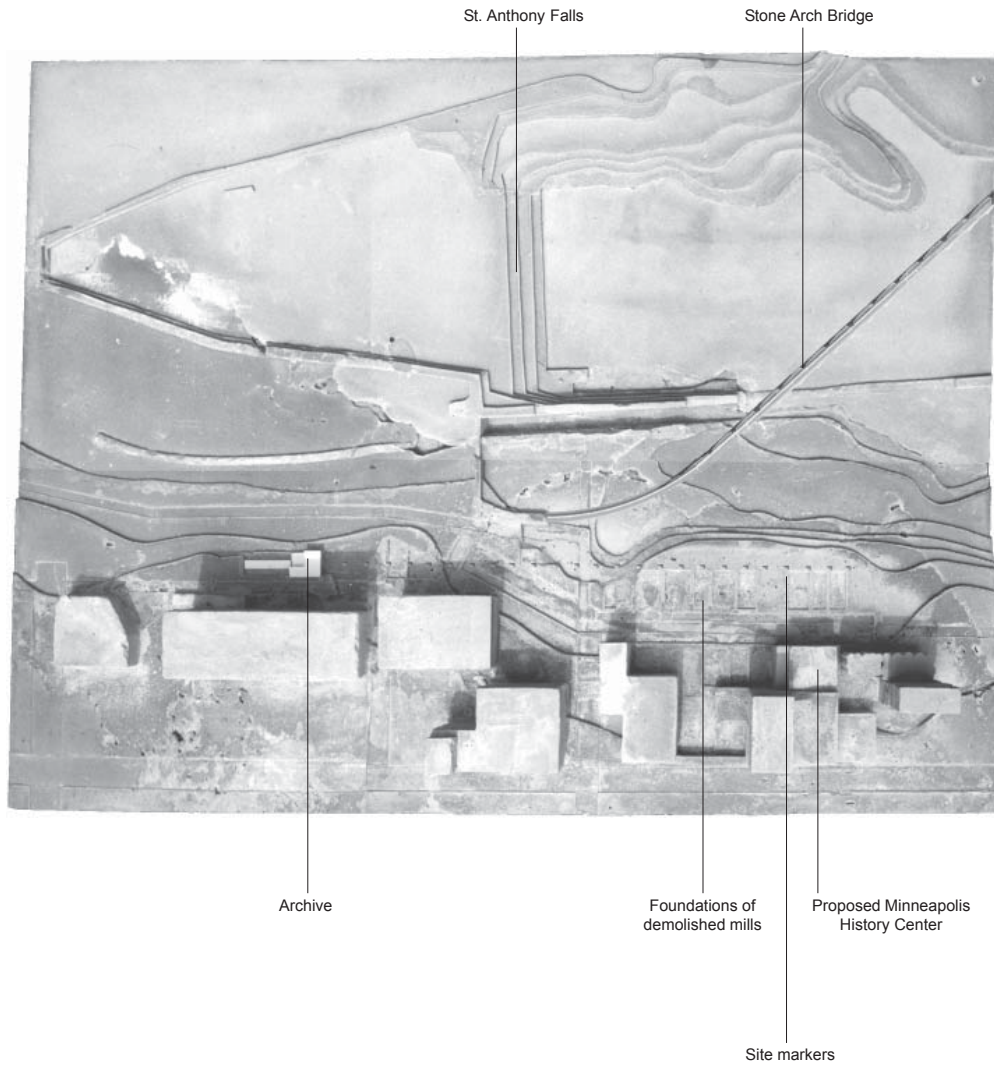 St. Anthony Falls
Stone Arch Bridge
Archive
Foundations of
demolished mills
Proposed Minneapolis
History Center
Site markers